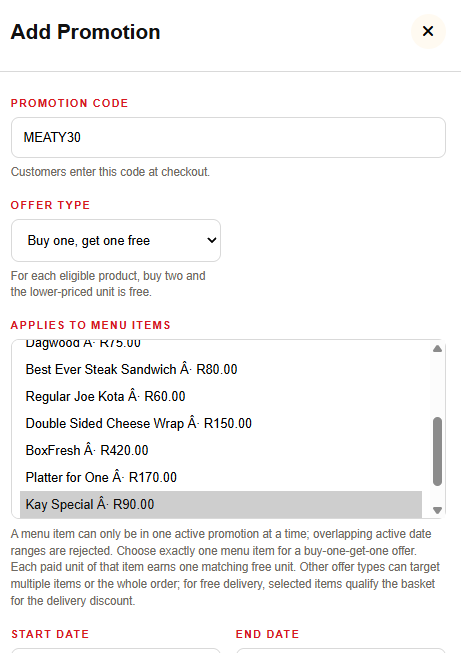 Add Promotion
×
PROMOTION CODE
MEATY30
Customers enter this code at checkout.
OFFER TYPE
Buy one, get one free
For each eligible product, buy two and
the lower-priced unit is free.
APPLIES TO MENU ITEMS
Dagwood Â· R75.00
Best Ever Steak Sandwich Â· R80.00
Regular Joe Kota Â· R60.00
Double Sided Cheese Wrap Â· R150.00
BoxFresh Â· R420.00
Platter for One Â· R170.00
Kay Special Â· R90.00
A menu item can only be in one active promotion at a time; overlapping active date
ranges are rejected. Choose exactly one menu item for a buy-one-get-one offer.
Each paid unit of that item earns one matching free unit. Other offer types can target
multiple items or the whole order; for free delivery, selected items qualify the basket
for the delivery discount.
START DATE
END DATE